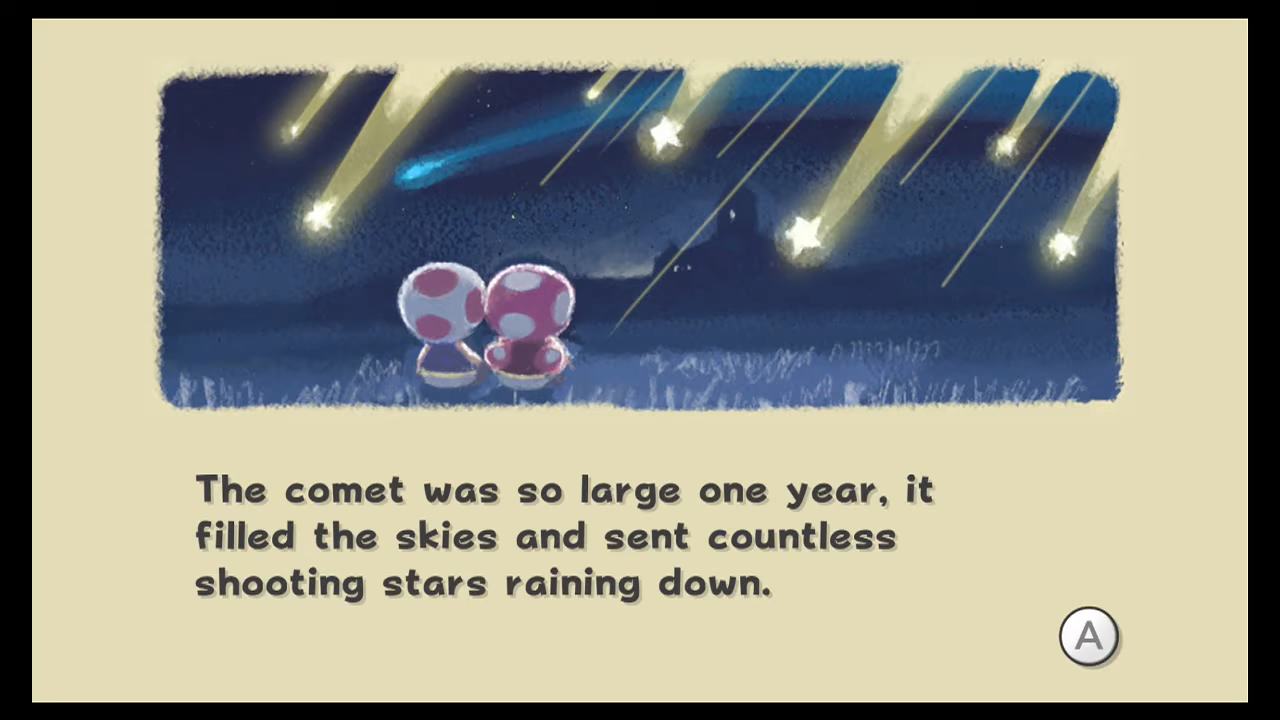 The comet was so large one year, it
filled the skies and sent countless
shooting stars raining down.
A